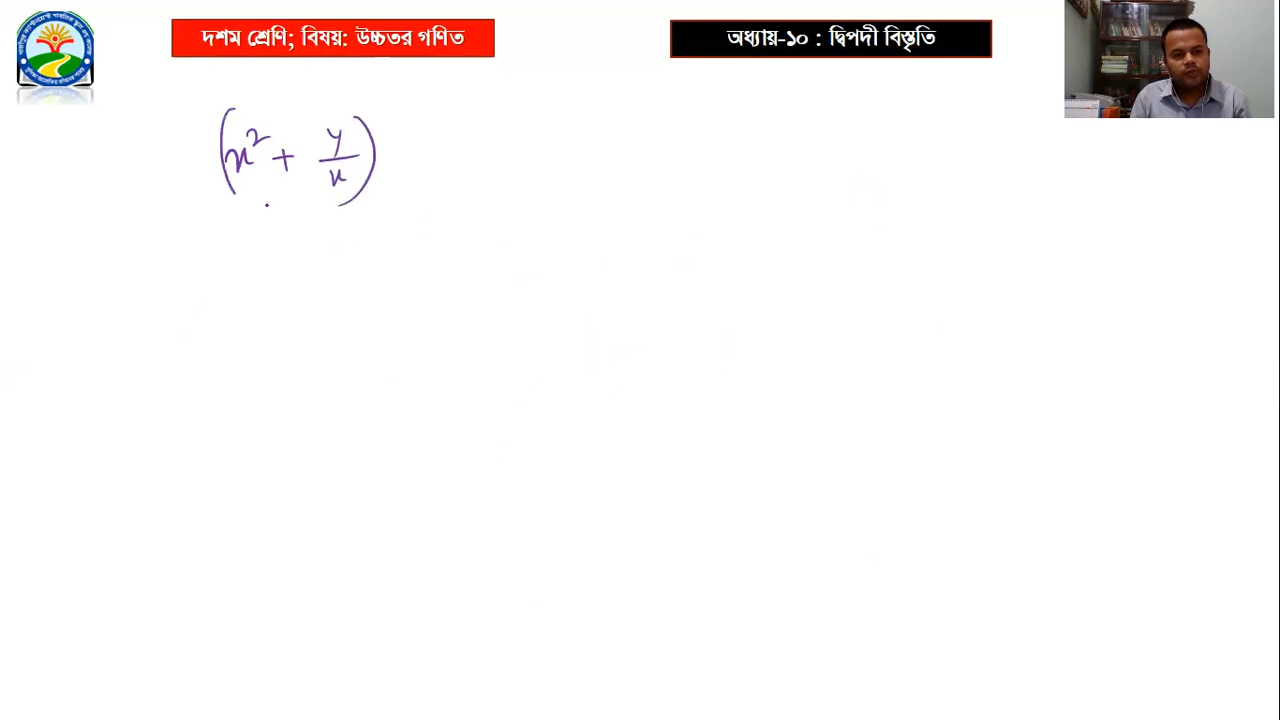 দশম শ্রেণি; বিষয়: উচ্চতর গণিত
অধ্যায়-১০ : দ্বিপদী বিস্তৃতি
(x² + y/x)